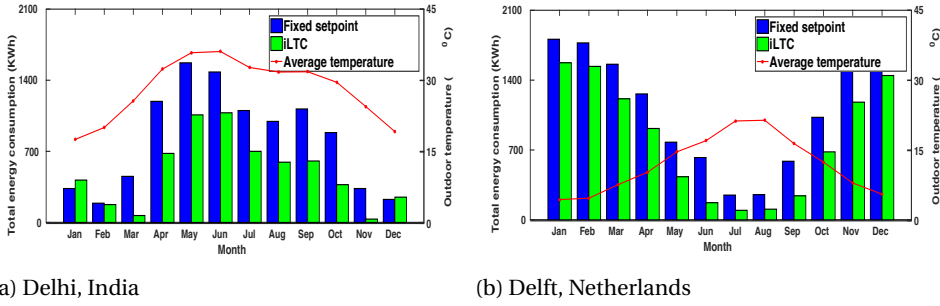 2100
1400
700
0
Total energy consumption (KWh)
Fixed setpoint
iLTC
Average temperature
45
30
15
0
Outdoor temperature (
°C)
Jan Feb Mar Apr May Jun Jul Aug Sep Oct Nov Dec
Month
a) Delhi, India
2100
1400
700
0
Total energy consumption (KWh)
Fixed setpoint
iLTC
Average temperature
45
30
15
0
Outdoor temperature (
°C)
Jan Feb Mar Apr May Jun Jul Aug Sep Oct Nov Dec
Month
(b) Delft, Netherlands